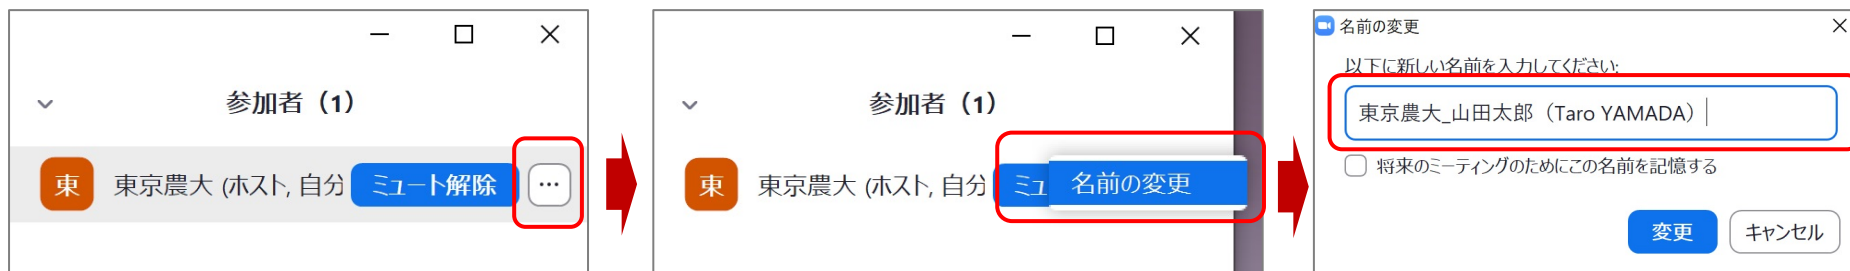 参加者（1）
東 東京農大 (ホスト, 自分 ミュート解除 …
参加者（1）
東 東京農大 (ホスト, 自分 ミュ 名前の変更
名前の変更
以下に新しい名前を入力してください:
東京農大_山田太郎（Taro YAMADA）
将来のミーティングのためにこの名前を記憶する
変更 キャンセル